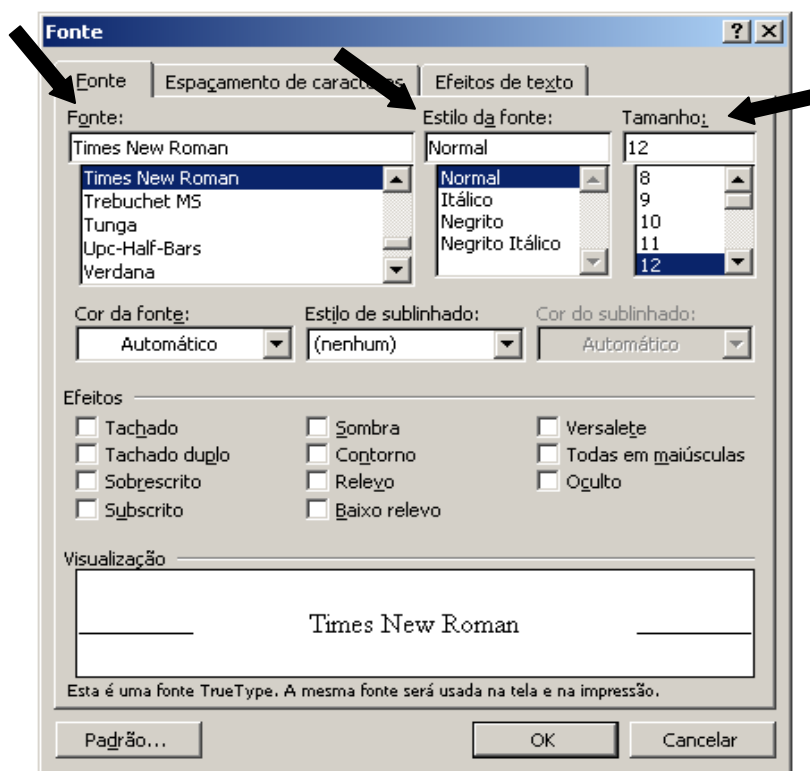 Fonte
Fonte Espaçamento de caracteres Efeitos de texto
Fonte: Estilo da fonte: Tamanho:
Times New Roman Normal 12
Times New Roman Normal 8
Trebuchet MS Itálico 9
Tunga Negrito 10
Upc-Half-Bars Negrito Itálico 11
Verdana 12
Cor da fonte: Estilo de sublinhado: Cor do sublinhado:
Automático (nenhum) Automático
Efeitos
Tachado Sombra Versalete
Tachado duplo Contorno Todas em maiúsculas
Sobrescrito Relevo Oculto
Subscrito Baixo relevo
Visualização
Times New Roman
Esta é uma fonte TrueType. A mesma fonte será usada na tela e na impressão.
Padrão... OK Cancelar